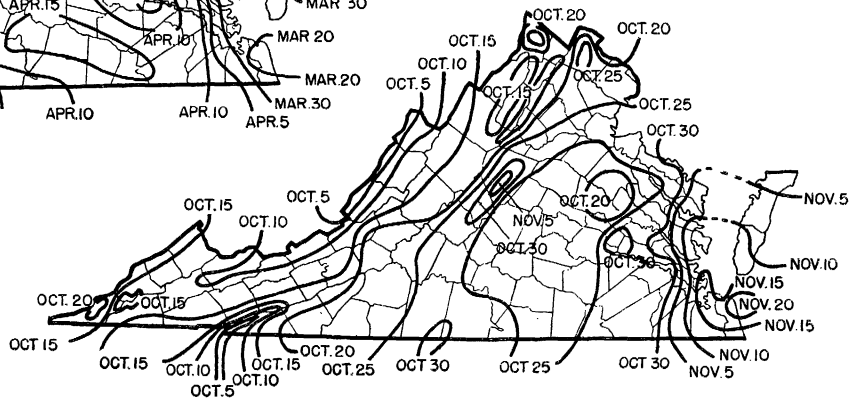 APR.15
MAR 30
APR.10
MAR 20
MAR.20
APR.10
APR.10
MAR.30
APR.5
OCT. 20
OCT. 20
OCT.15
OCT.10
OCT.5
OCT.25
OCT.15
OCT.25
OCT.30
OCT.5
OCT.15
OCT.10
OCT.20
NOV.5
NOV.5
OCT.30
OCT.30
NOV.10
NOV.15
NOV.20
NOV.15
OCT.20
OCT.15
OCT 15
OCT.15
OCT.10
OCT.5
OCT.10
OCT.15
OCT.20
OCT.25
OCT 30
OCT 25
OCT 30
NOV.10
NOV.5